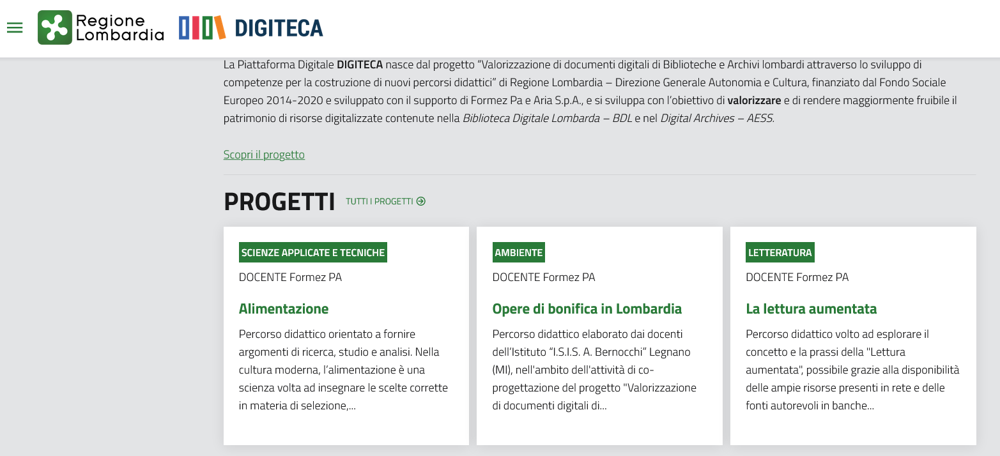 Regione
Lombardia
DIGITECA
La Piattaforma Digitale DIGITECA nasce dal progetto “Valorizzazione di documenti digitali di Biblioteche e Archivi lombardi attraverso lo sviluppo di
competenze per la costruzione di nuovi percorsi didattici” di Regione Lombardia – Direzione Generale Autonomia e Cultura, finanziato dal Fondo Sociale
Europeo 2014-2020 e sviluppato con il supporto di Formez Pa e Aria S.p.A., e si sviluppa con l’obiettivo di valorizzare e di rendere maggiormente fruibile il
patrimonio di risorse digitalizzate contenute nella Biblioteca Digitale Lombarda – BDL e nel Digital Archives – AESS.
Scopri il progetto
PROGETTI TUTTI I PROGETTI
SCIENZE APPLICATE E TECNICHE
DOCENTE Formez PA
Alimentazione
Percorso didattico orientato a fornire
argomenti di ricerca, studio e analisi. Nella
cultura moderna, l’alimentazione è una
scienza volta ad insegnare le scelte corrette
in materia di selezione,...
AMBIENTE
DOCENTE Formez PA
Opere di bonifica in Lombardia
Percorso didattico elaborato dai docenti
dell’Istituto “I.S.I.S. A. Bernocchi” Legnano
(MI), nell'ambito dell'attività di co-
progettazione del progetto "Valorizzazione
di documenti digitali di...
LETTERATURA
DOCENTE Formez PA
La lettura aumentata
Percorso didattico volto ad esplorare il
concetto e la prassi della "Lettura
aumentata", possibile grazie alla disponibilità
delle ampie risorse presenti in rete e delle
fonti autorevoli in banche...